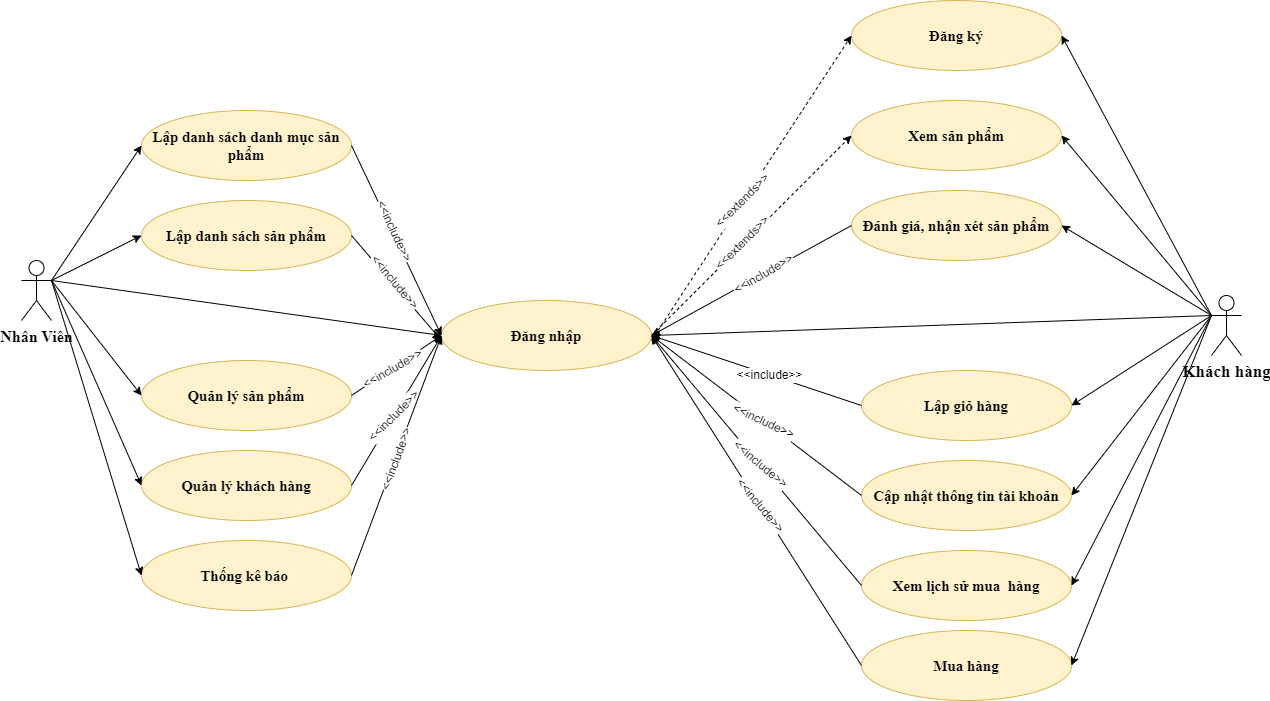 Đăng ký
Lập danh sách danh mục sản
phẩm
Xem sản phẩm
<<include>>
<<extends>>
Lập danh sách sản phẩm
Đánh giá, nhận xét sản phẩm
<<include>>
<<extends>>
<<include>>
Nhân Viên
Đăng nhập
Khách hàng
Quản lý sản phẩm
<<include>>
<<include>>
Lập giỏ hàng
<<include>>
<<include>>
Quản lý khách hàng
<<include>>
<<include>>
Cập nhật thông tin tài khoản
<<include>>
Thống kê báo
Xem lịch sử mua  hàng
Mua hàng